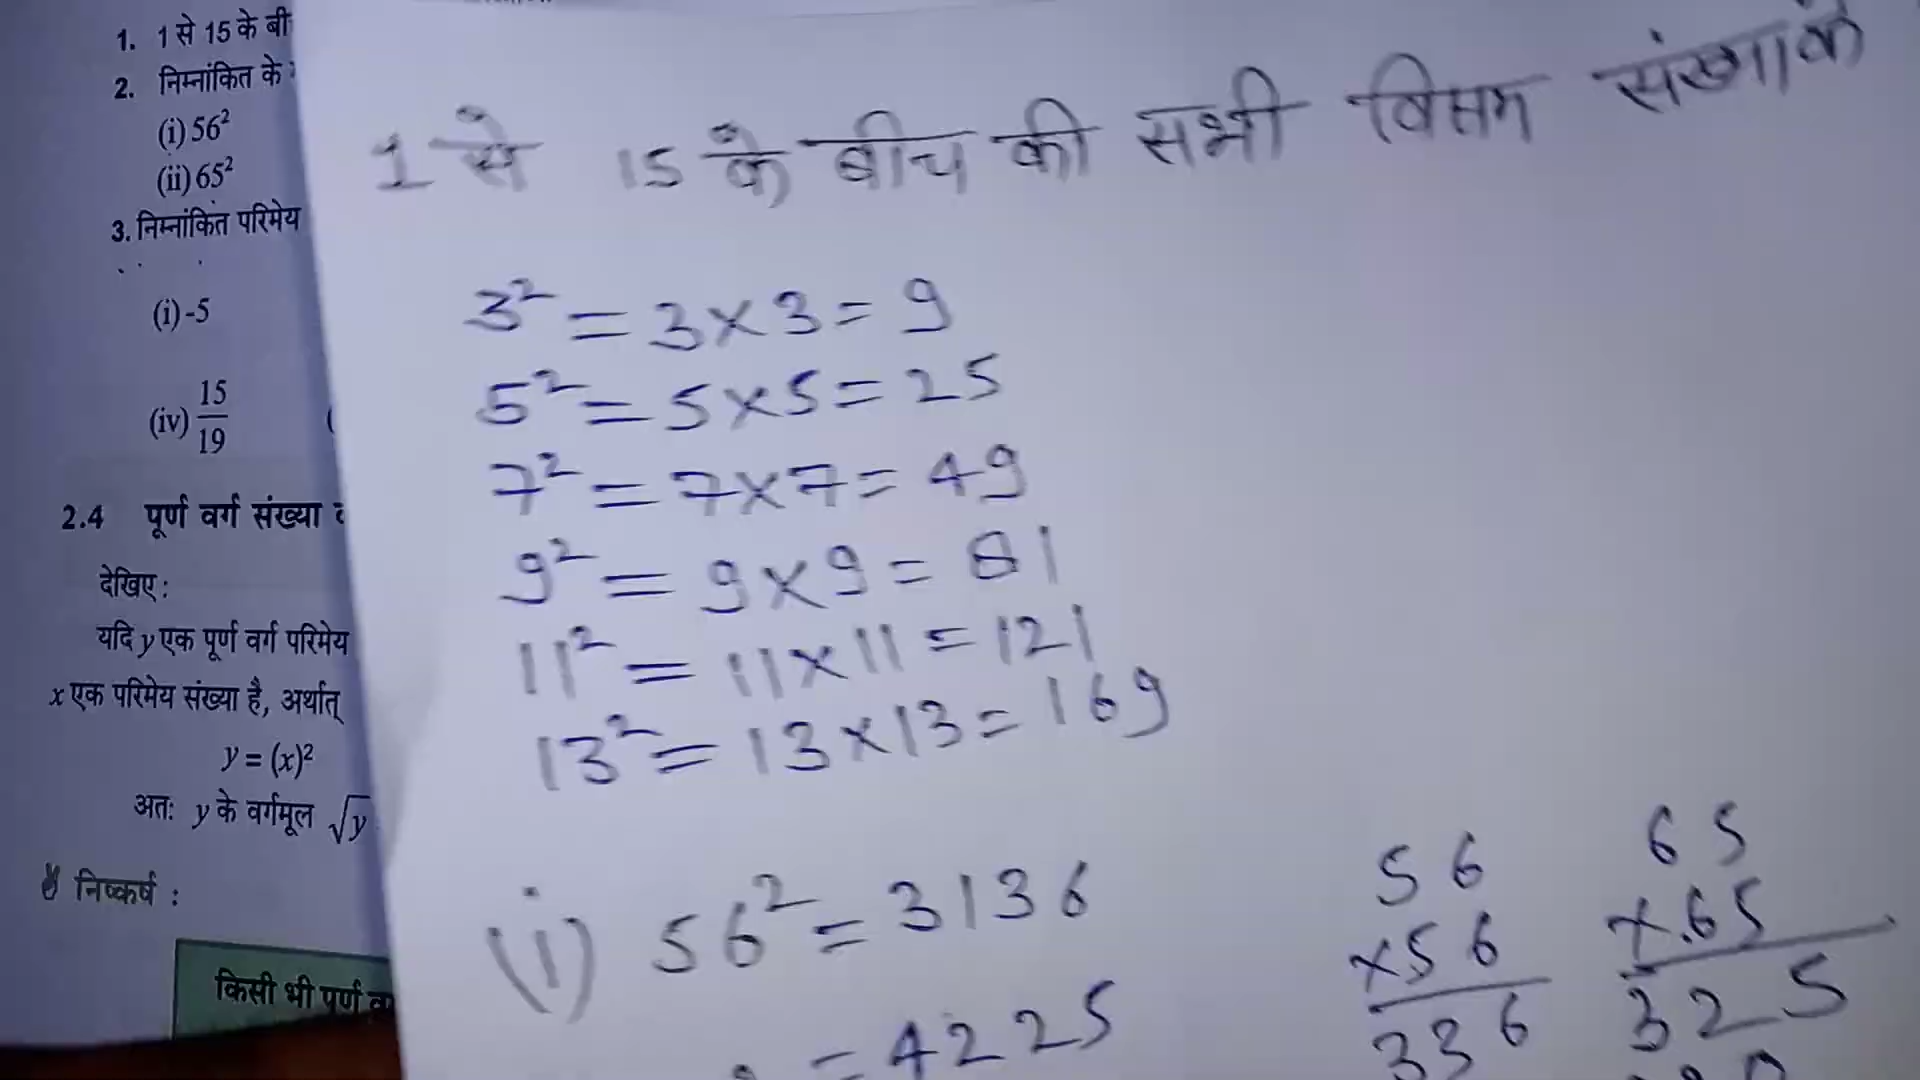 1. 1 से 15 के बी
2. निम्नांकित के
(i) 56²
(ii) 65²
3. निम्नांकित परिमेय
(i) -5
(iv) 15/19
2.4 पूर्ण वर्ग संख्या
देखिए :
यदि y एक पूर्ण वर्ग परिमेय
x एक परिमेय संख्या है, अर्थात्
y = (x)²
अतः y के वर्गमूल √y
निष्कर्ष :
किसी भी पूर्ण
1 से 15 के बीच की सभी विसम संख्या के
3² = 3×3 = 9
5² = 5×5 = 25
7² = 7×7 = 49
9² = 9×9 = 81
11² = 11×11 = 121
13² = 13×13 = 169
(i) 56² = 3136
= 4225
56
×56
336
65
×65
325